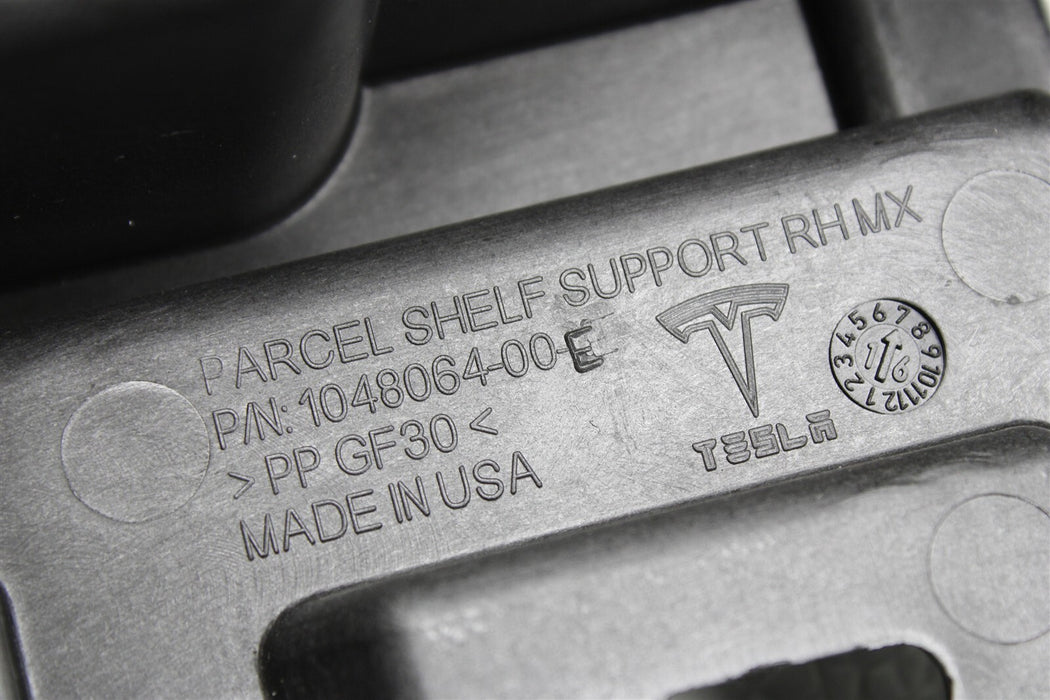 PARCEL SHELF SUPPORT RH MX
P/N: 1048064-00-E
>PP GF30<
MADE IN USA
TESLA
1 2 3 4 5 6 7 8 9 10 11 12
16